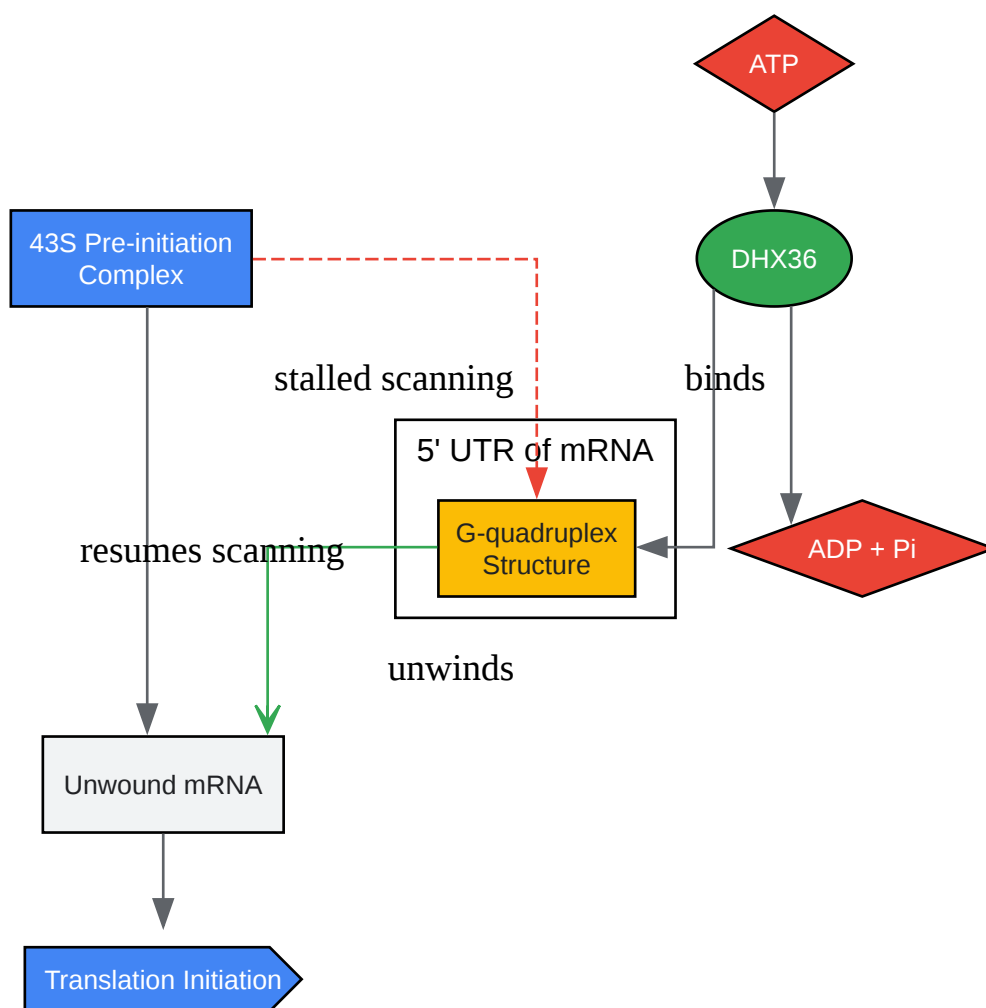 ATP
43S Pre-initiation
Complex
DHX36
stalled scanning
binds
5' UTR of mRNA
G-quadruplex
Structure
resumes scanning
ADP + Pi
unwinds
Unwound mRNA
Translation Initiation